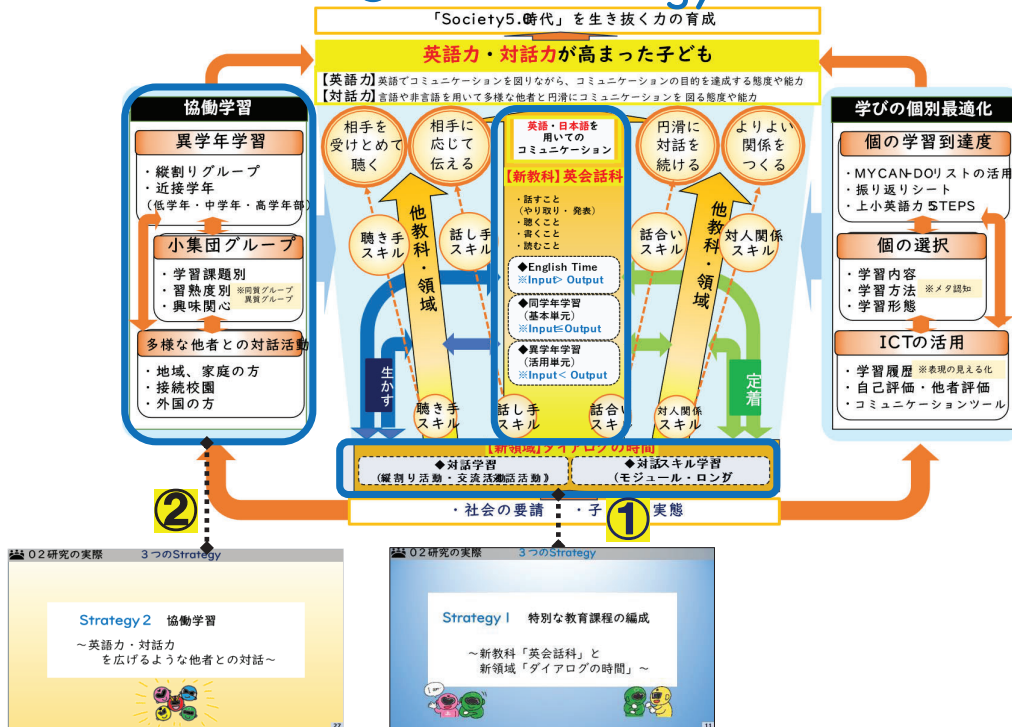 「Society5.0時代」を生き抜く力の育成
英語力・対話力が高まった子ども
【英語力】英語でコミュニケーションを図りながら、コミュニケーションの目的を達成する態度や能力
【対話力】言語や非言語を用いて多様な他者と円滑にコミュニケーションを 図る態度や能力
協働学習
異学年学習
・縦割りグループ
・近接学年
(低学年・中学年・高学年部)
小集団グループ
・学習課題別
・習熟度別 ※同質グループ
異質グループ
・興味関心
多様な他者との対話活動
・地域、家庭の方
・接続校園
・外国の方
相手を
受けとめて
聴く
相手に
応じて
伝える
英語・日本語を
用いての
コミュニケーション
円滑に
対話を
続ける
よりよい
関係を
つくる
【新教科】英会話科
・話すこと
(やり取り・ 発表)
・聴くこと
・書くこと
・読むこと
◆English Time
※Input> Output
◆同学年学習
(基本単元)
※Input≦Output
◆異学年学習
(活用単元)
※Input< Output
他教科・領域
他教科・領域
聴き手
スキル
話し手
スキル
話合い
スキル
対人関係
スキル
生かす
定着
聴き手
スキル
話し手
スキル
話合い
スキル
対人関係
スキル
【新領域】ダイアログの時間
◆対話学習
(縦割り活動・交流活動
◆対話スキル学習
(モジュール・ロング)
・社会の要請
・子
実態
学びの個別最適化
個の学習到達度
・MYCAN-DOリストの活用
・振り返りシート
・上小英語力 5STEPS
個の選択
・学習内容
・学習方法 ※メタ認知
・学習形態
ICTの活用
・学習履歴 ※表現の見える化
・自己評価・他者評価
・コミュニケーションツール
②
①
02研究の実際 3つのStrategy
Strategy 2 協働学習
~英語力・対話力
を広げるような他者との対話~
27
02研究の実際 3つのStrategy
Strategy 1 特別な教育課程の編成
~新教科「英会話科」と
新領域「ダイアログの時間」~
11